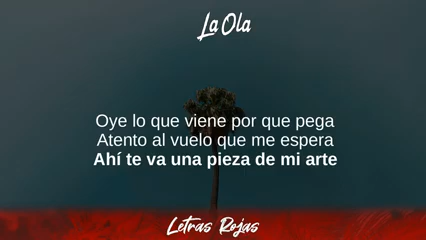 La Ola
Oye lo que viene por que pega
Atento al vuelo que me espera
Ahí te va una pieza de mi arte
Letras Rojas